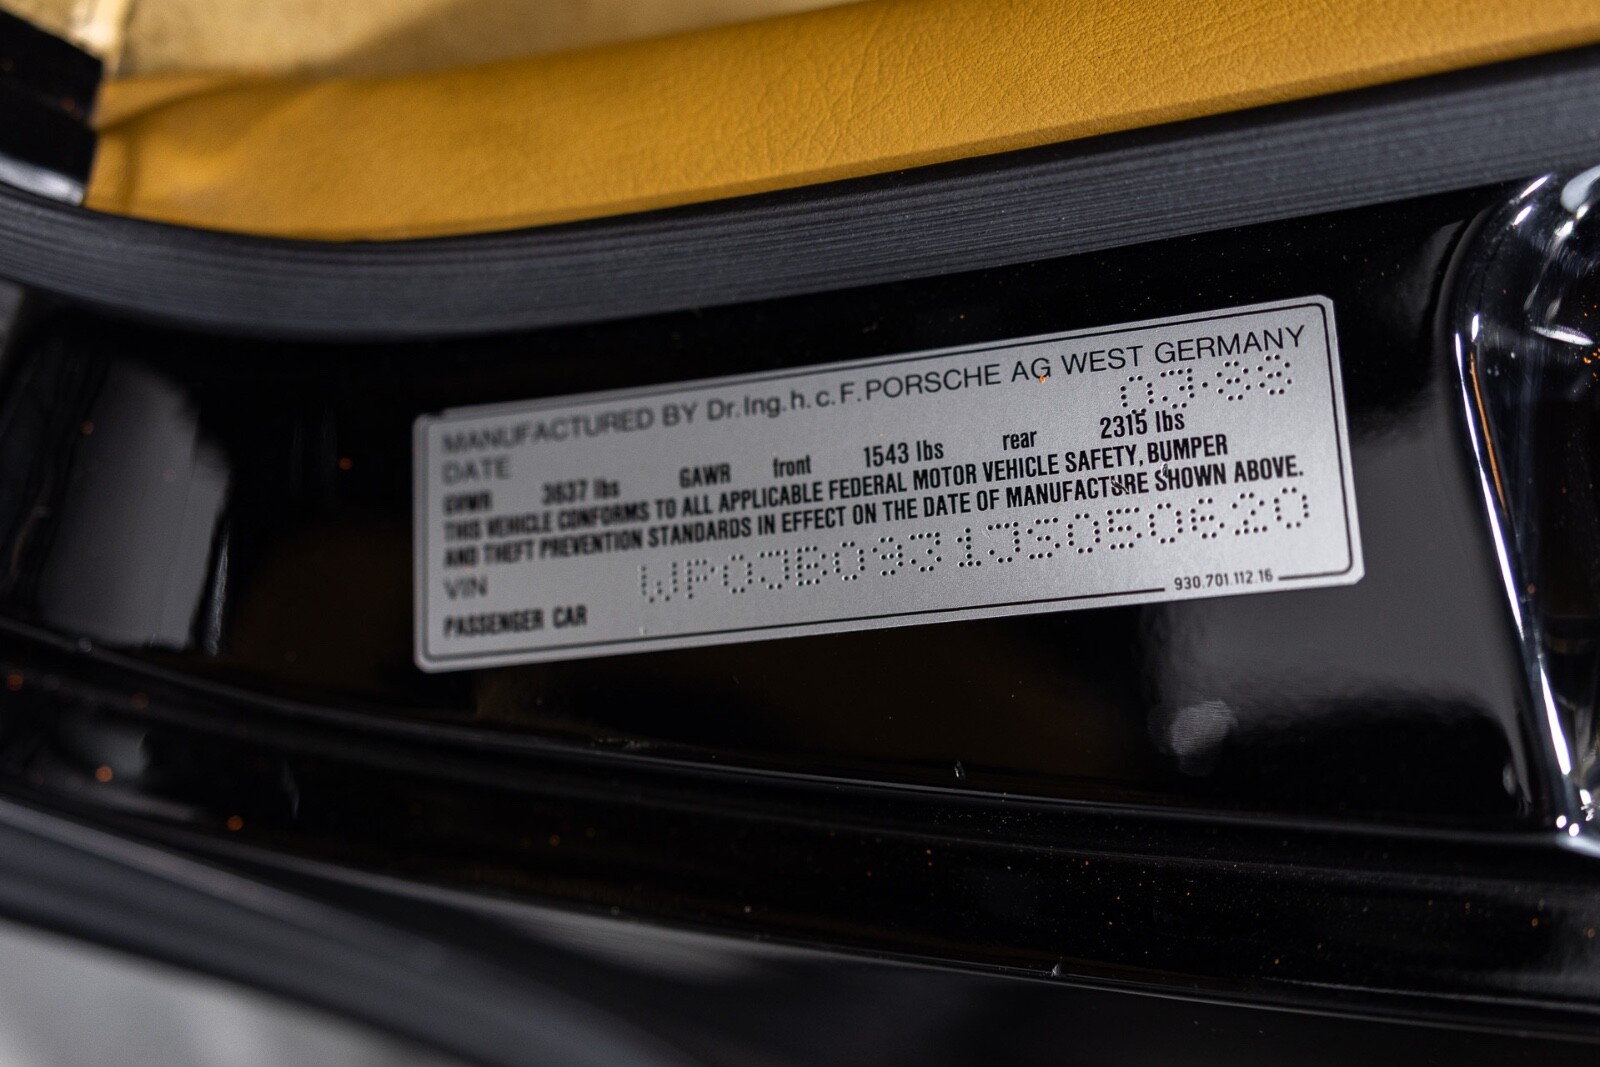 MANUFACTURED BY Dr.Ing.h.c.F.PORSCHE AG WEST GERMANY
DATE 03·88
GVWR 3637 lbs GAWR front 1543 lbs rear 2315 lbs
THIS VEHICLE CONFORMS TO ALL APPLICABLE FEDERAL MOTOR VEHICLE SAFETY, BUMPER
AND THEFT PREVENTION STANDARDS IN EFFECT ON THE DATE OF MANUFACTURE SHOWN ABOVE.
VIN WP0JB0931JS050620
PASSENGER CAR 930.701.112.16